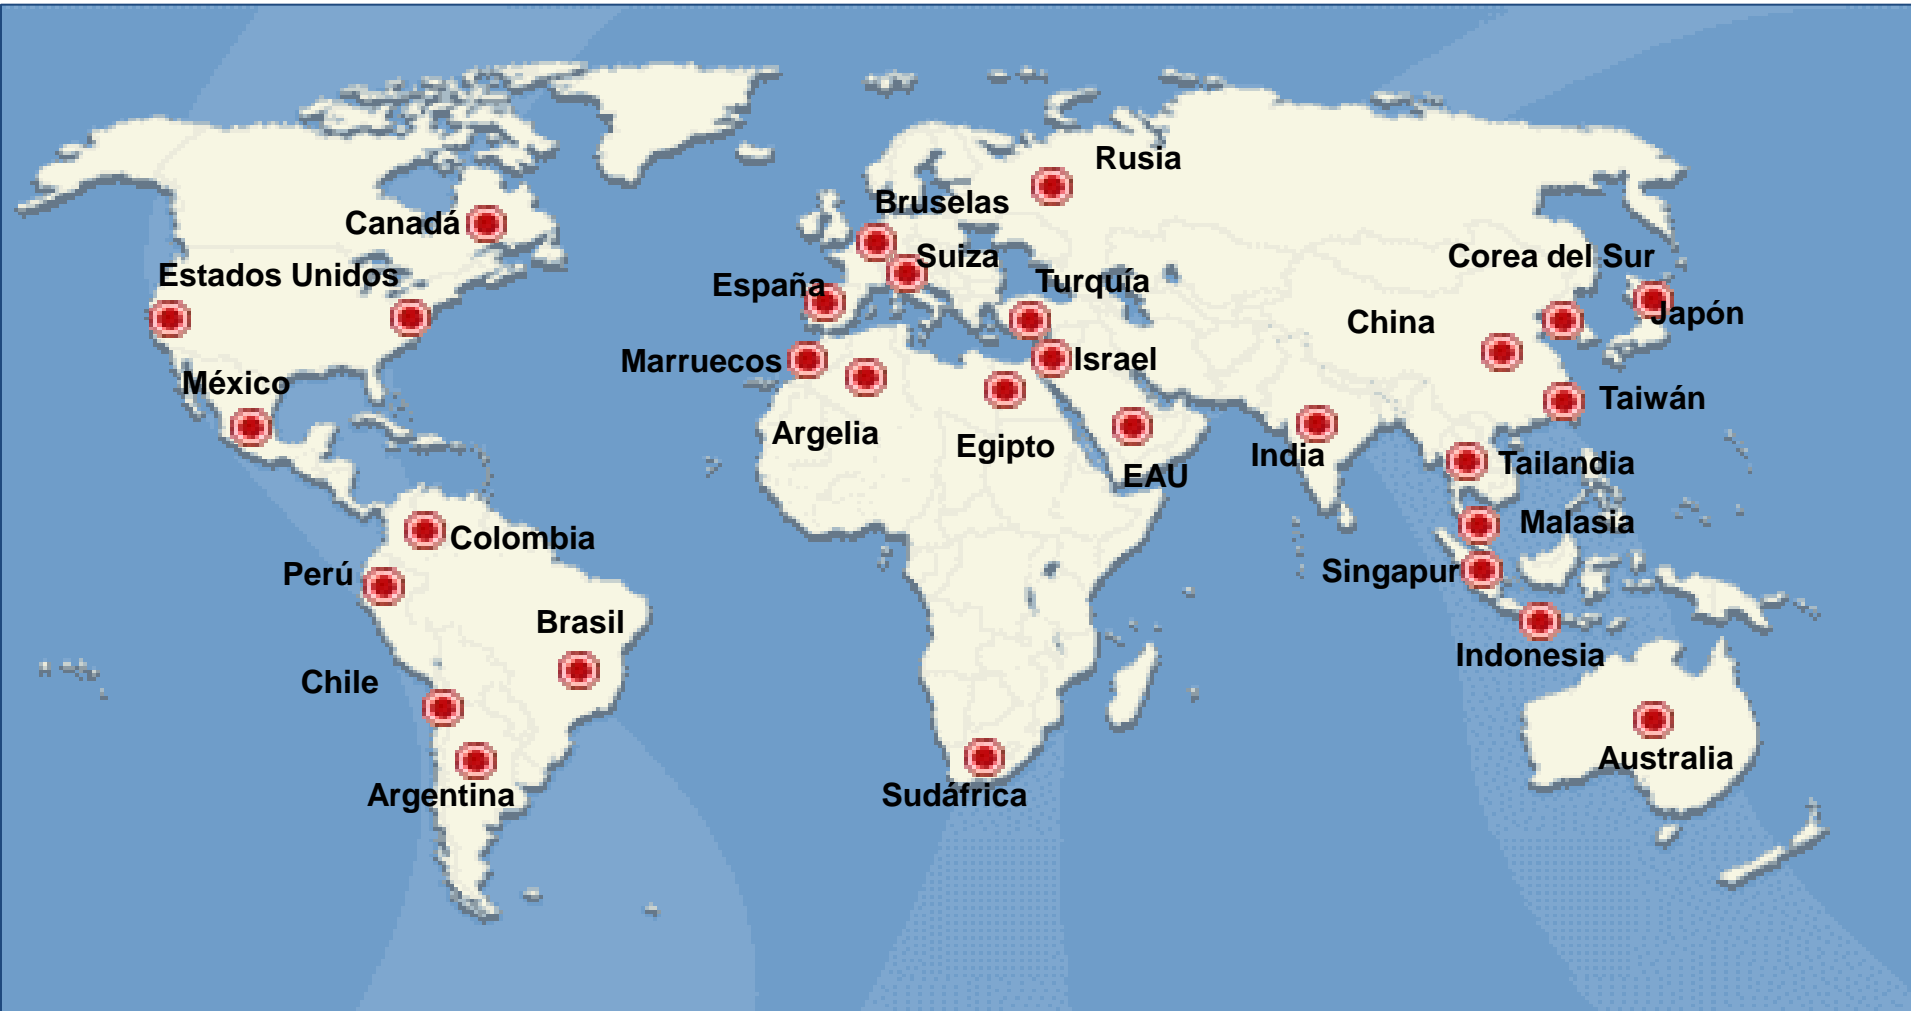 Rusia
Bruselas
Canadá
Suiza
Corea del Sur
Estados Unidos
España
Turquía
Japón
China
Marruecos
Israel
México
Taiwán
Argelia
Egipto
India
Tailandia
EAU
Malasia
Colombia
Perú
Singapur
Brasil
Indonesia
Chile
Australia
Argentina
Sudáfrica